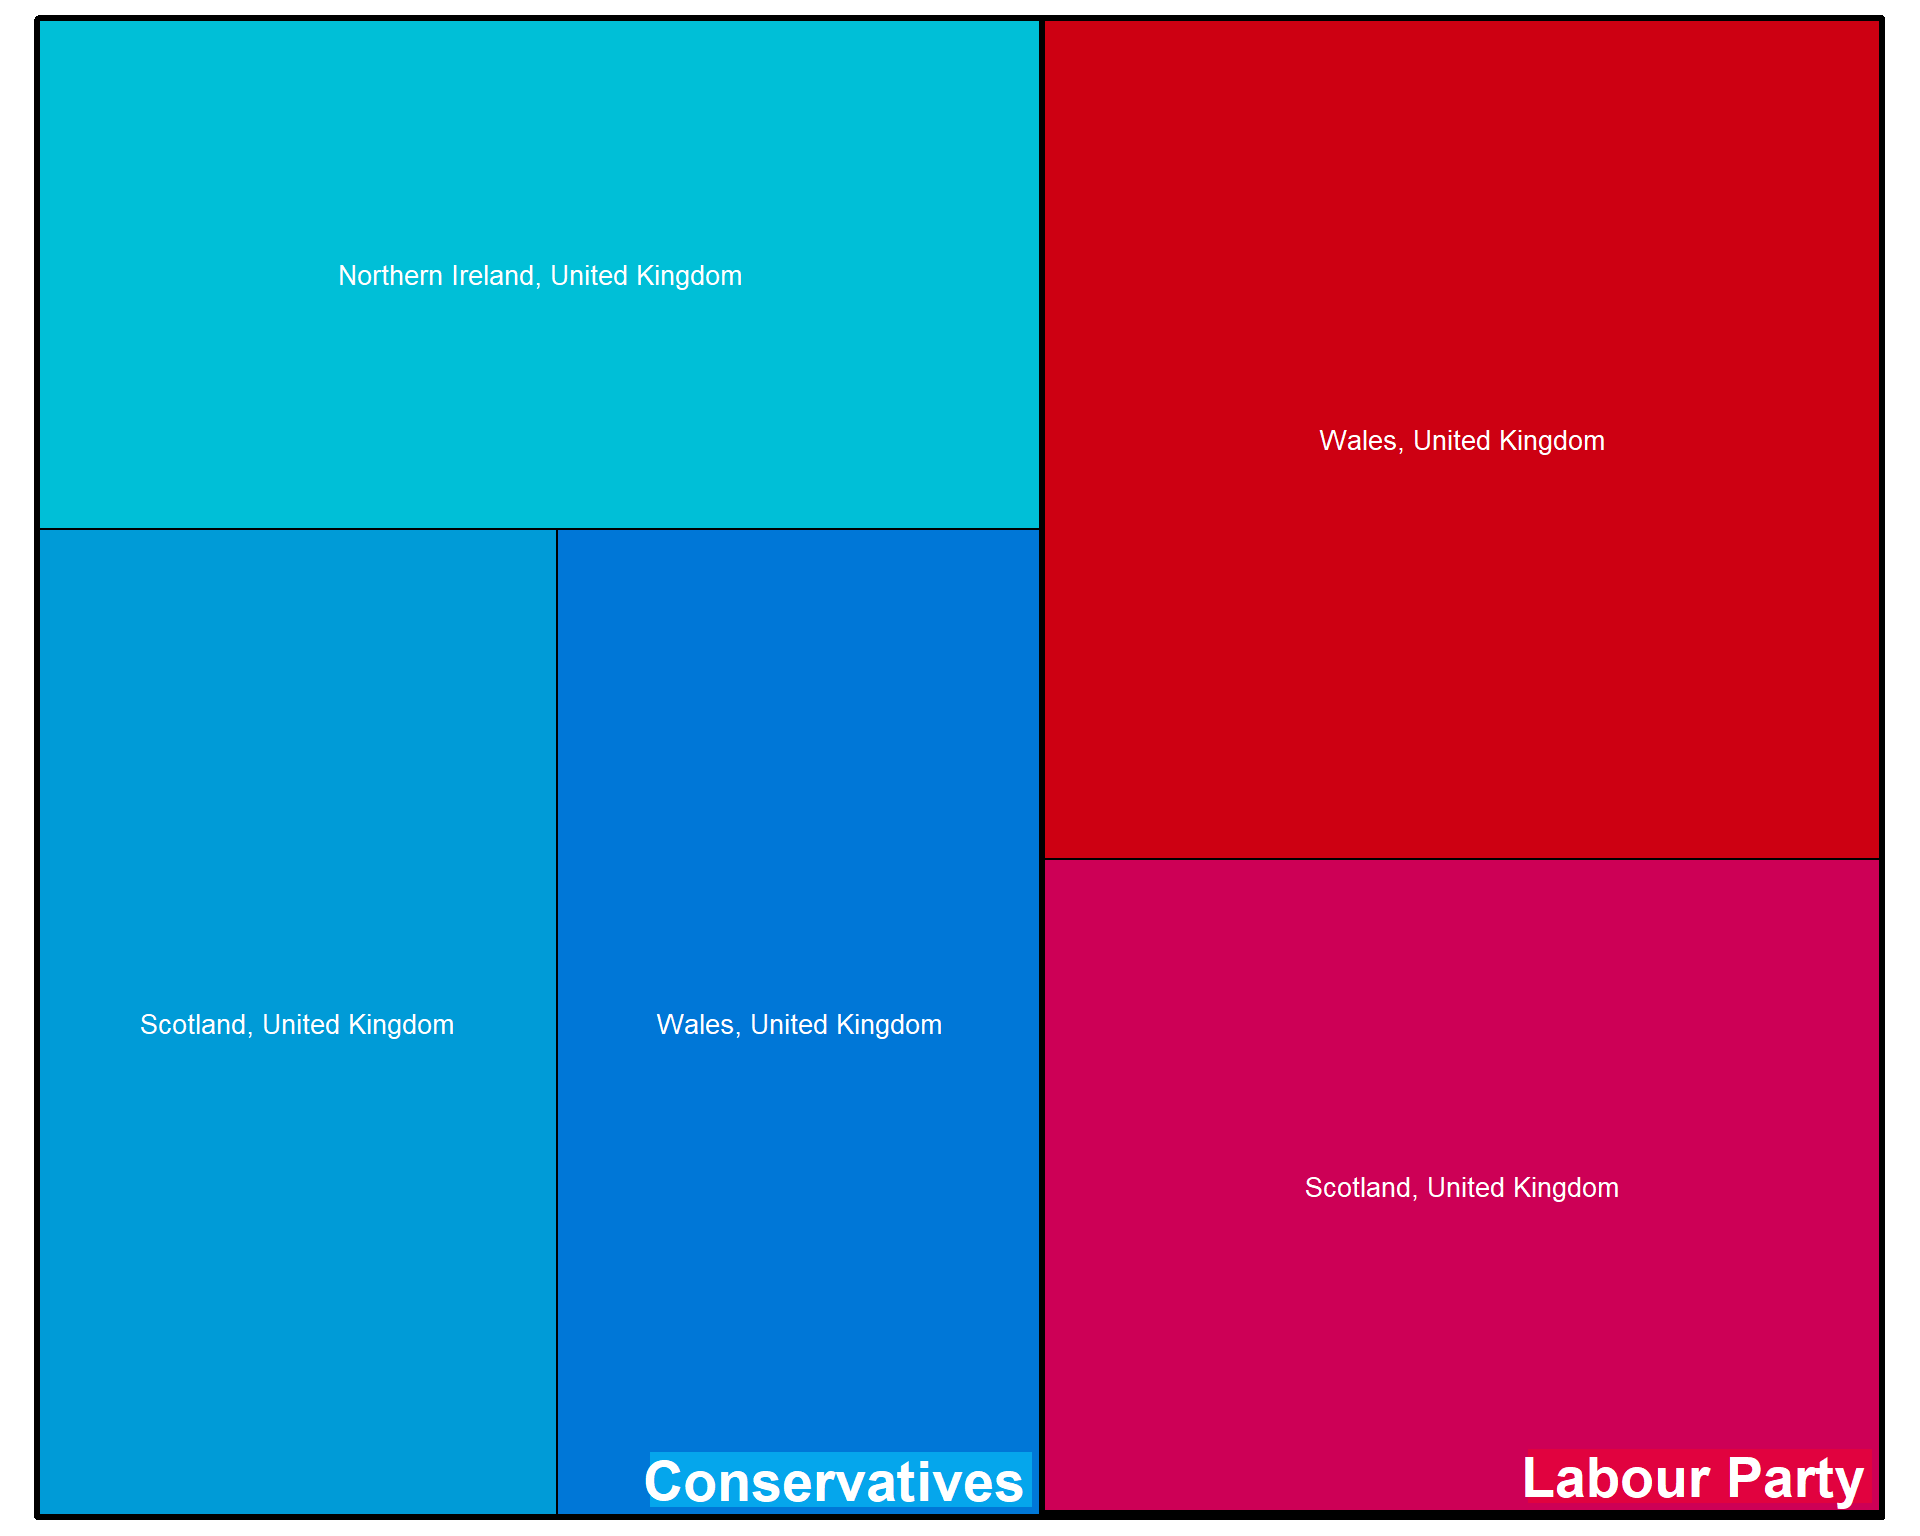 Northern Ireland, United Kingdom
Wales, United Kingdom
Scotland, United Kingdom
Wales, United Kingdom
Scotland, United Kingdom
Conservatives
Labour Party